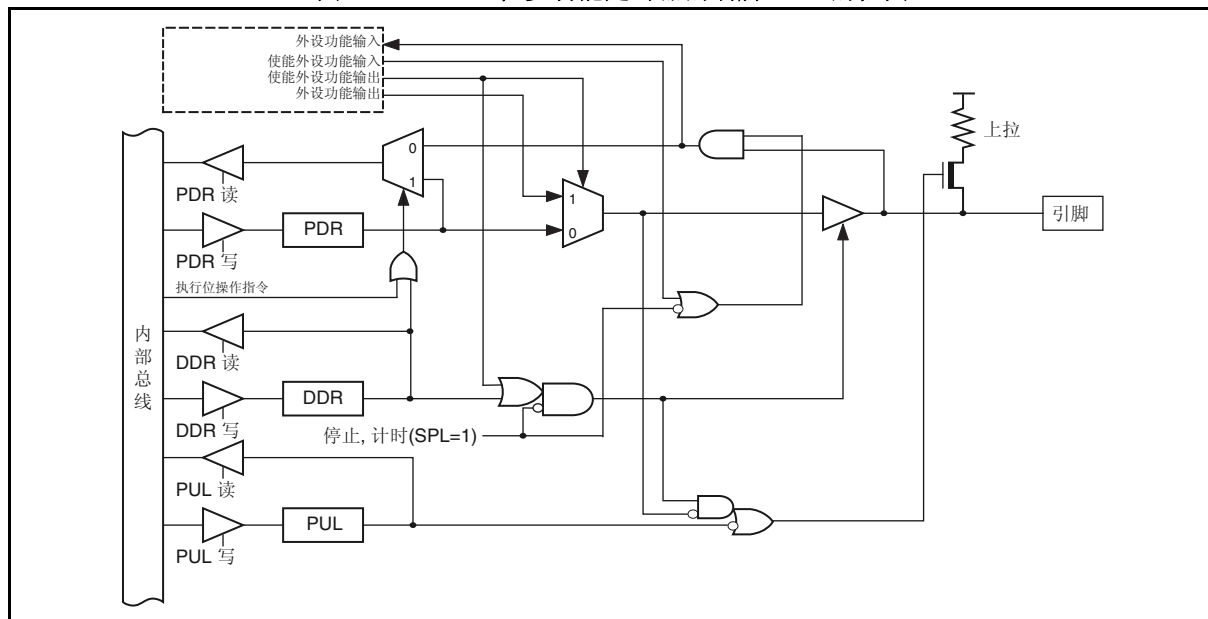 外设功能输入
使能外设功能输入
使能外设功能输出
外设功能输出
上拉
0
1
PDR 读
1
0
PDR
引脚
PDR 写
执行位操作指令
内部总线
DDR 读
DDR
DDR 写
停止, 计时(SPL=1)
PUL 读
PUL
PUL 写